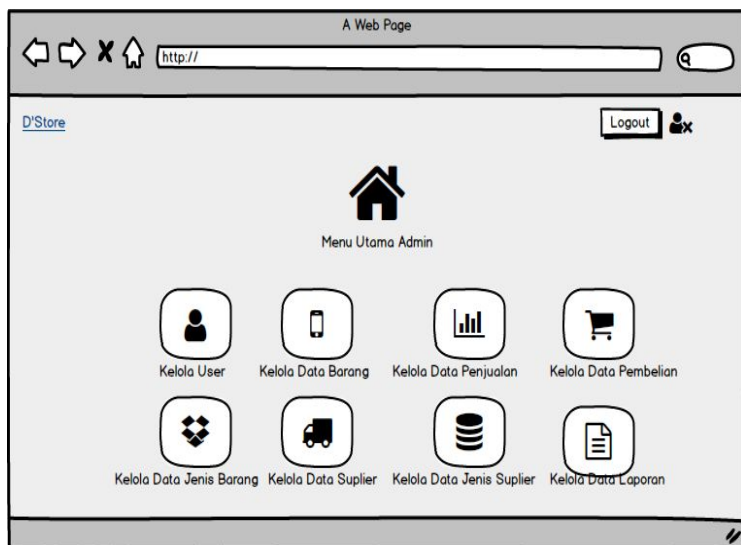 A Web Page
http://
D'Store
Logout
Menu Utama Admin
Kelola User
Kelola Data Barang
Kelola Data Penjualan
Kelola Data Pembelian
Kelola Data Jenis Barang
Kelola Data Suplier
Kelola Data Jenis Suplier
Kelola Data Laporan